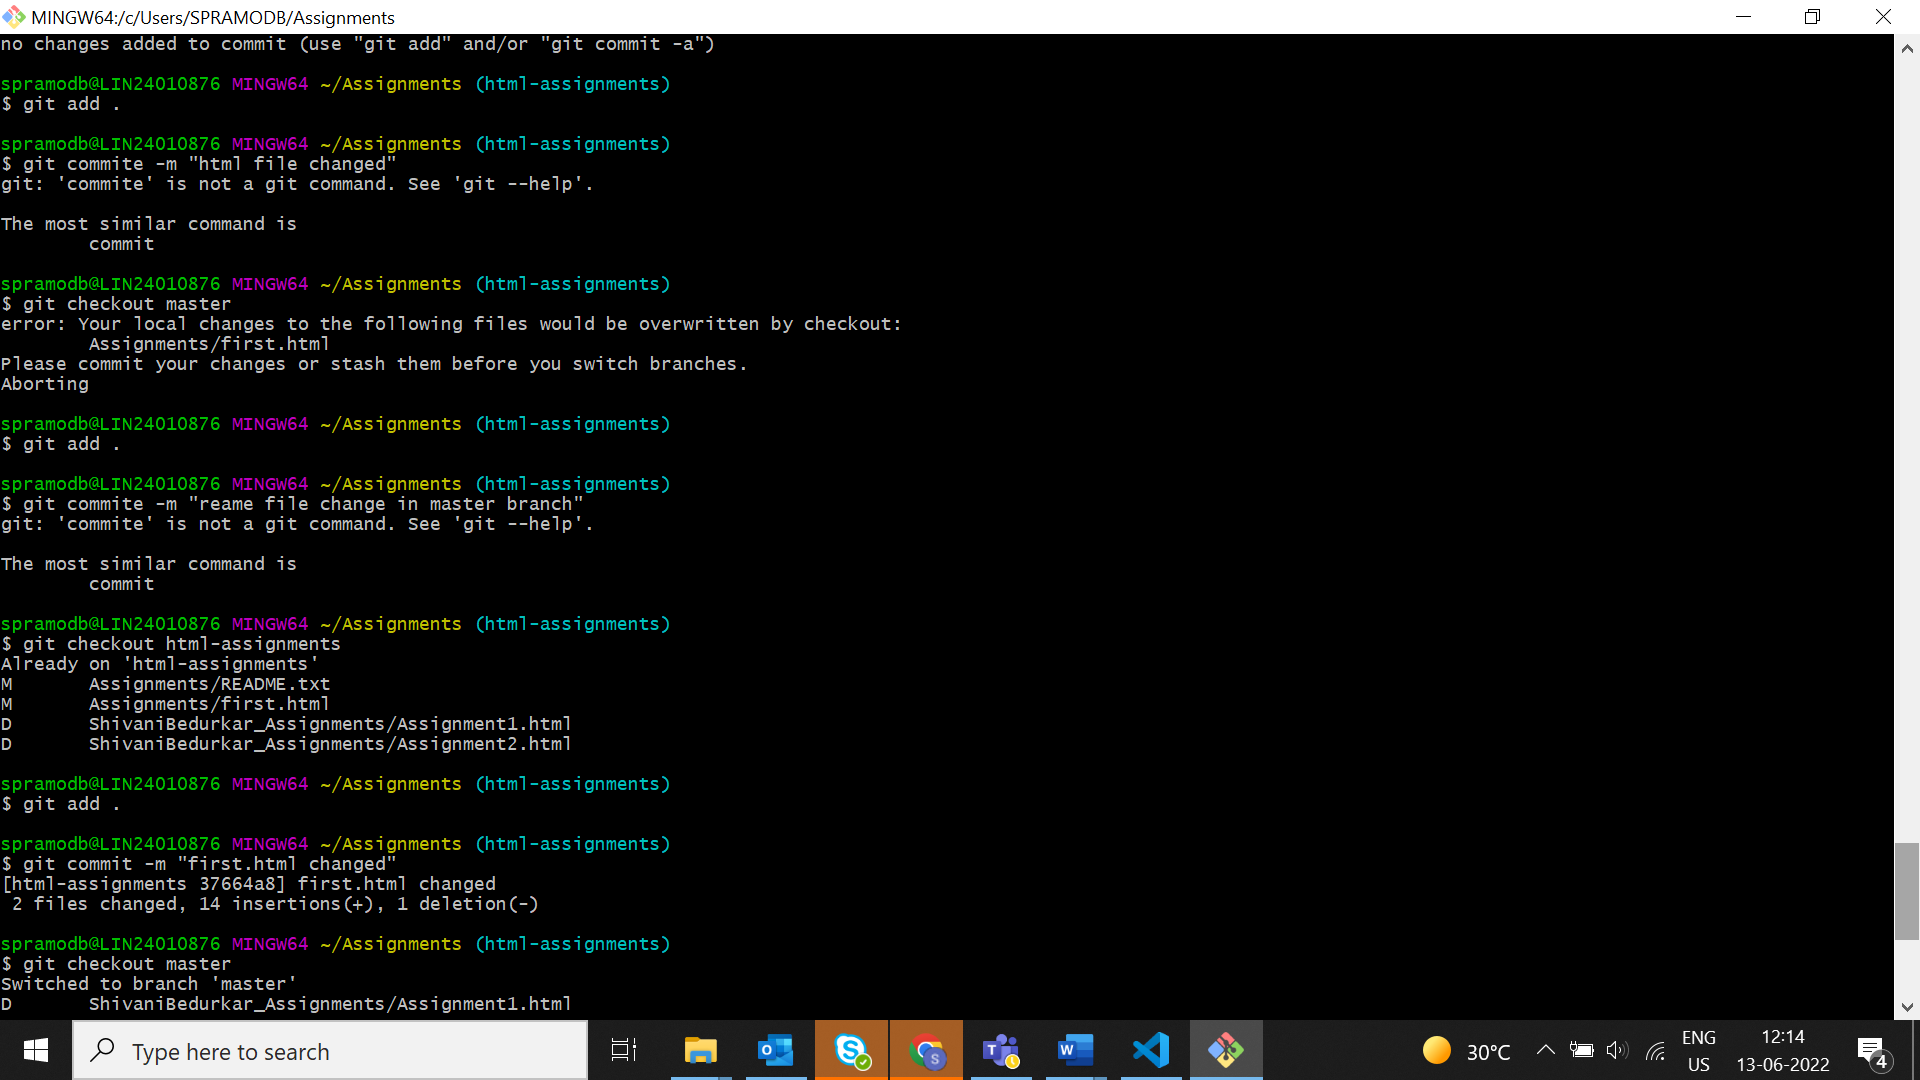 MINGW64:/c/Users/SPRAMODB/Assignments
no changes added to commit (use "git add" and/or "git commit -a")
spramodb@LIN24010876 MINGW64 ~/Assignments (html-assignments)
$ git add .
spramodb@LIN24010876 MINGW64 ~/Assignments (html-assignments)
$ git commite -m "html file changed"
git: 'commite' is not a git command. See 'git --help'.
The most similar command is
commit
spramodb@LIN24010876 MINGW64 ~/Assignments (html-assignments)
$ git checkout master
error: Your local changes to the following files would be overwritten by checkout:
Assignments/first.html
Please commit your changes or stash them before you switch branches.
Aborting
spramodb@LIN24010876 MINGW64 ~/Assignments (html-assignments)
$ git add .
spramodb@LIN24010876 MINGW64 ~/Assignments (html-assignments)
$ git commite -m "reame file change in master branch"
git: 'commite' is not a git command. See 'git --help'.
The most similar command is
commit
spramodb@LIN24010876 MINGW64 ~/Assignments (html-assignments)
$ git checkout html-assignments
Already on 'html-assignments'
M Assignments/README.txt
M Assignments/first.html
D ShivaniBedurkar_Assignments/Assignment1.html
D ShivaniBedurkar_Assignments/Assignment2.html
spramodb@LIN24010876 MINGW64 ~/Assignments (html-assignments)
$ git add .
spramodb@LIN24010876 MINGW64 ~/Assignments (html-assignments)
$ git commit -m "first.html changed"
[html-assignments 37664a8] first.html changed
2 files changed, 14 insertions(+), 1 deletion(-)
spramodb@LIN24010876 MINGW64 ~/Assignments (html-assignments)
$ git checkout master
Switched to branch 'master'
D ShivaniBedurkar_Assignments/Assignment1.html
Type here to search
30°C
ENG
US
12:14
13-06-2022
4